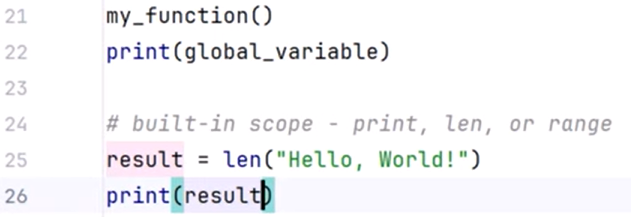 21 my_function()
22 print(global_variable)
23
24 # built-in scope - print, len, or range
25 result = len("Hello, World!")
26 print(result)